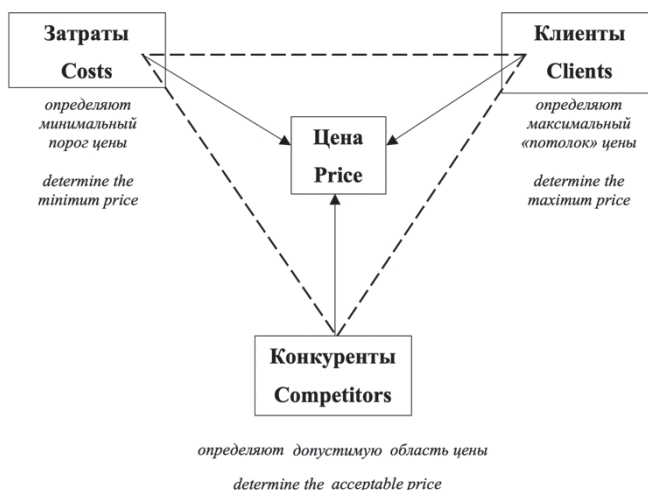 Затраты
Costs
определяют
минимальный
порог цены
determine the
minimum price
Клиенты
Clients
определяют
максимальный
«потолок» цены
determine the
maximum price
Цена
Price
Конкуренты
Competitors
определяют допустимую область цены
determine the acceptable price